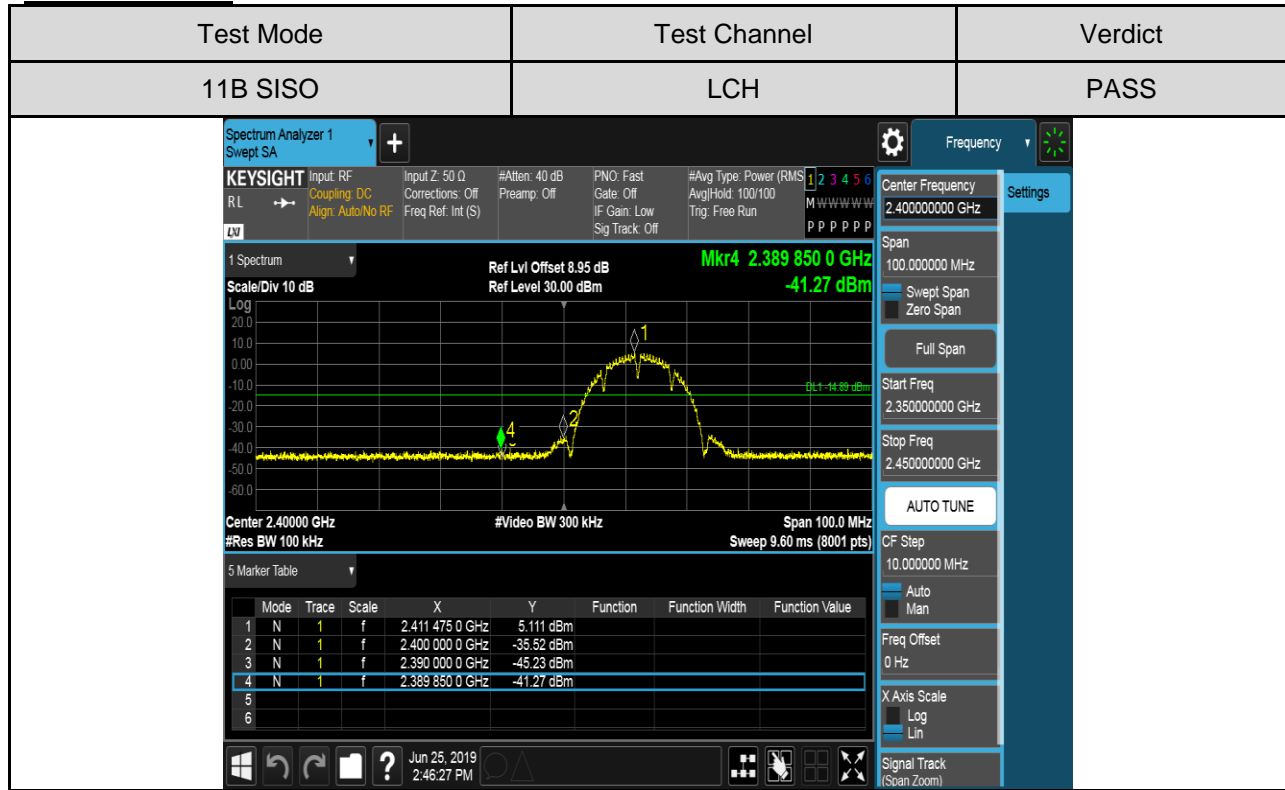 Test Mode Test Channel Verdict
11B SISO LCH PASS
Spectrum Analyzer 1
Swept SA
+
Frequency
KEYSIGHT
RL
LXI
Input: RF
Coupling: DC
Align: Auto/No RF
Input Z: 50 Ω
Corrections: Off
Freq Ref: Int (S)
#Atten: 40 dB
Preamp: Off
PNO: Fast
Gate: Off
IF Gain: Low
Sig Track: Off
#Avg Type: Power (RMS
Avg|Hold: 100/100
Trig: Free Run
1 2 3 4 5 6
M W W W W W
P P P P P P
1 Spectrum
Scale/Div 10 dB
Ref Lvl Offset 8.95 dB
Ref Level 30.00 dBm
Mkr4 2.389 850 0 GHz
-41.27 dBm
Log
20.0
10.0
0.00
-10.0
-20.0
-30.0
-40.0
-50.0
-60.0
1
2
4
DL1 -14.89 dBm
Center 2.40000 GHz #Video BW 300 kHz Span 100.0 MHz
#Res BW 100 kHz Sweep 9.60 ms (8001 pts)
5 Marker Table
Mode Trace Scale X Y Function Function Width Function Value
1 N 1 f 2.411 475 0 GHz 5.111 dBm
2 N 1 f 2.400 000 0 GHz -35.52 dBm
3 N 1 f 2.390 000 0 GHz -45.23 dBm
4 N 1 f 2.389 850 0 GHz -41.27 dBm
5
6
?
Jun 25, 2019
2:46:27 PM
Center Frequency
2.400000000 GHz
Settings
Span
100.000000 MHz
Swept Span
Zero Span
Full Span
Start Freq
2.350000000 GHz
Stop Freq
2.450000000 GHz
AUTO TUNE
CF Step
10.000000 MHz
Auto
Man
Freq Offset
0 Hz
X Axis Scale
Log
Lin
Signal Track
(Span Zoom)